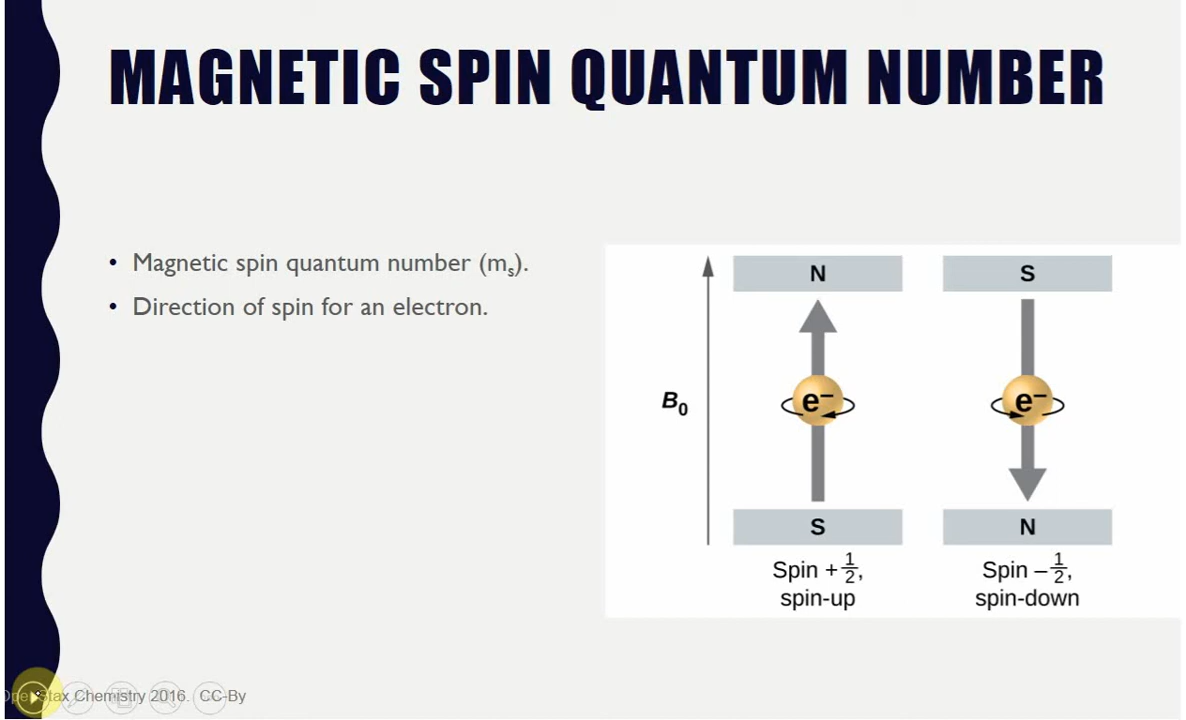 MAGNETIC SPIN QUANTUM NUMBER
• Magnetic spin quantum number (mₛ).
• Direction of spin for an electron.
N
S
B₀
e⁻
e⁻
S
N
Spin +½,
spin-up
Spin –½,
spin-down
OpenStax Chemistry 2016. CC-By